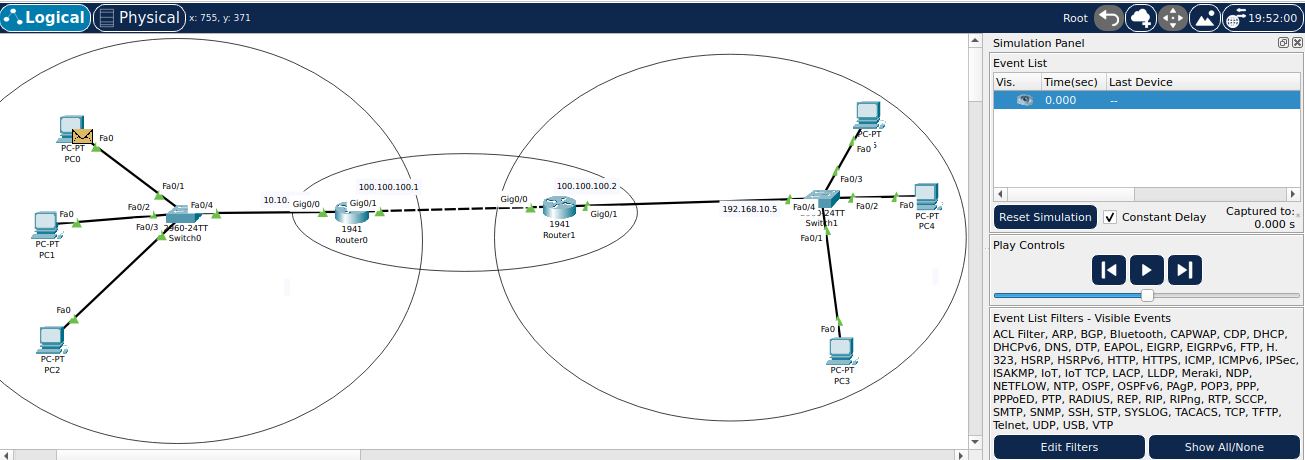 Logical
Physical
x: 755, y: 371
Root
19:52:00
Simulation Panel
Event List
Vis. Time(sec) Last Device
0.000 --
Reset Simulation
Constant Delay
Captured to:
0.000 s
Play Controls
Event List Filters - Visible Events
ACL Filter, ARP, BGP, Bluetooth, CAPWAP, CDP, DHCP,
DHCPv6, DNS, DTP, EAPOL, EIGRP, EIGRPv6, FTP, H.
323, HSRP, HSRPv6, HTTP, HTTPS, ICMP, ICMPv6, IPSec,
ISAKMP, IoT, IoT TCP, LACP, LLDP, Meraki, NDP,
NETFLOW, NTP, OSPF, OSPFv6, PAgP, POP3, PPP,
PPPoED, PTP, RADIUS, REP, RIP, RIPng, RTP, SCCP,
SMTP, SNMP, SSH, STP, SYSLOG, TACACS, TCP, TFTP,
Telnet, UDP, USB, VTP
Edit Filters
Show All/None
Fa0
PC-PT
PC0
Fa0/1
Fa0
Fa0/2
Fa0/4
Fa0/3
PC-PT
PC1
2960-24TT
Switch0
Fa0
PC-PT
PC2
10.10.
Gig0/0
100.100.100.1
Gig0/1
1941
Router0
Gig0/0
100.100.100.2
Gig0/1
1941
Router1
192.168.10.5
PC-PT
Fa0
Fa0/3
Fa0/4
Fa0/2
Fa0
-24TT
Switch1
Fa0/1
PC-PT
PC4
Fa0
PC-PT
PC3